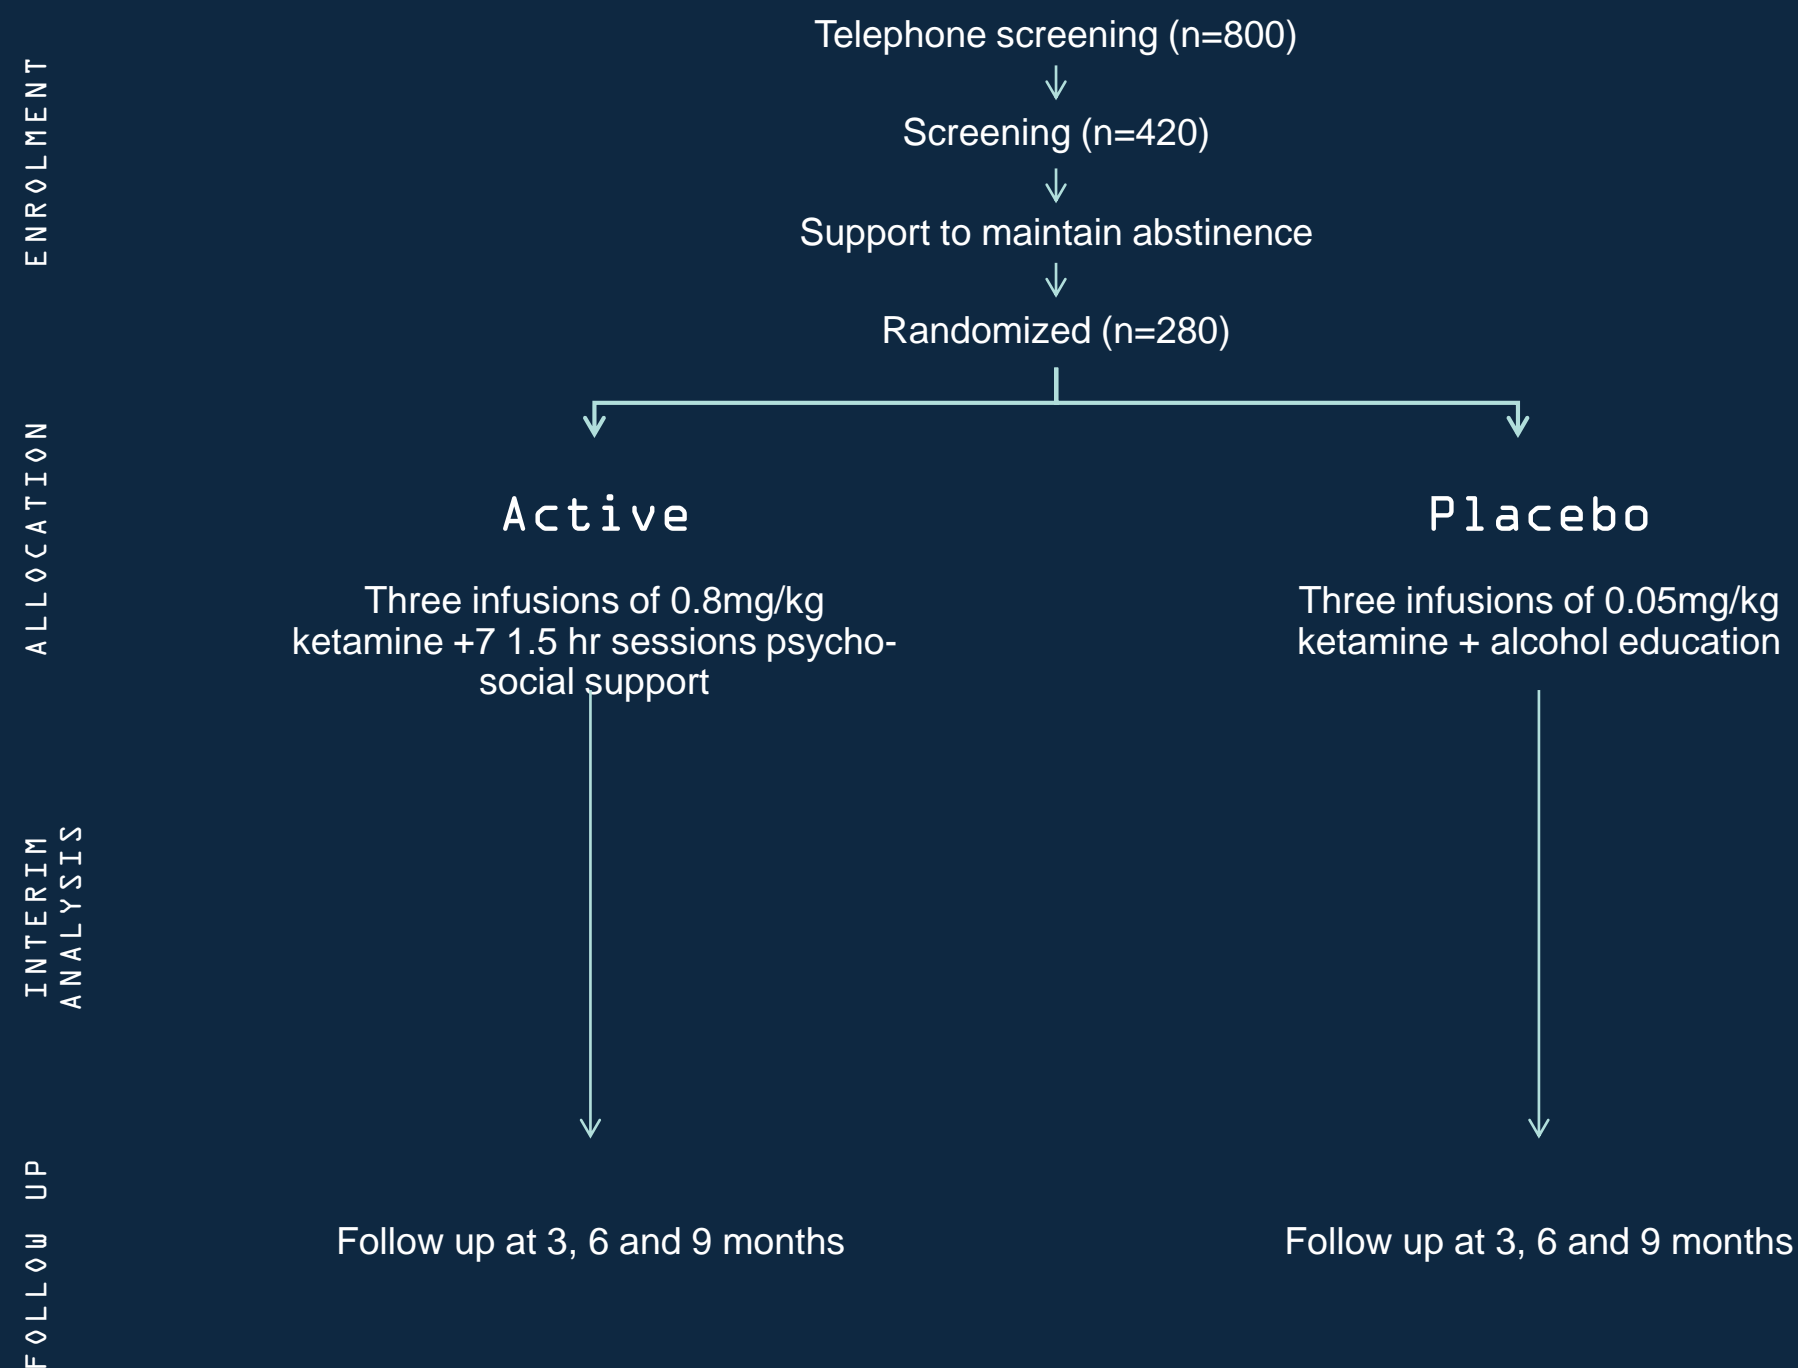 ENROLMENT
Telephone screening (n=800)
Screening (n=420)
Support to maintain abstinence
Randomized (n=280)
ALLOCATION
Active
Three infusions of 0.8mg/kg
ketamine +7 1.5 hr sessions psycho-
social support
Placebo
Three infusions of 0.05mg/kg
ketamine + alcohol education
INTERIM
ANALYSIS
FOLLOW UP
Follow up at 3, 6 and 9 months
Follow up at 3, 6 and 9 months